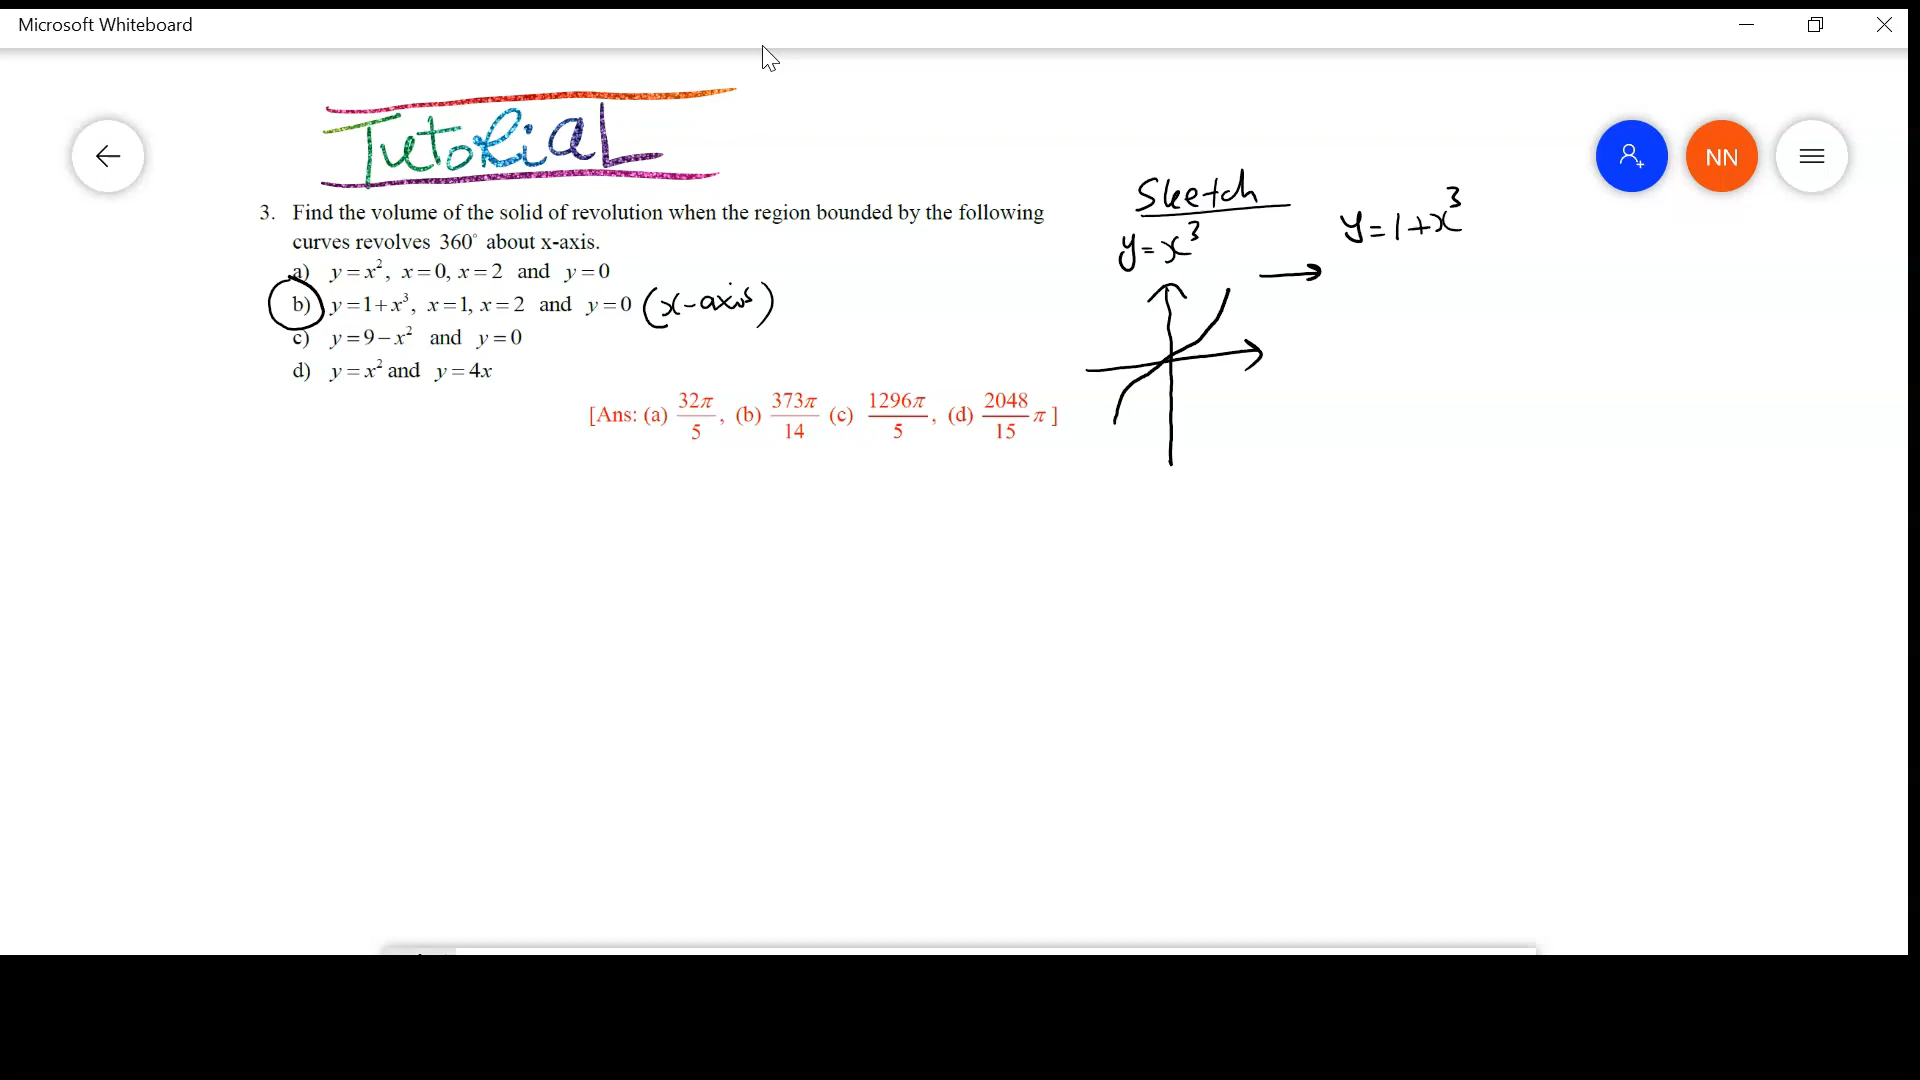 Microsoft Whiteboard
TutoRiaL
NN
3. Find the volume of the solid of revolution when the region bounded by the following
curves revolves 360° about x-axis.
a) y = x², x = 0, x = 2 and y = 0
b) y = 1 + x³, x = 1, x = 2 and y = 0 (x-axis)
c) y = 9 − x² and y = 0
d) y = x² and y = 4x
[Ans: (a) 32π/5, (b) 373π/14 (c) 1296π/5, (d) 2048/15 π]
Sketch
y = x³
→ y = 1 + x³